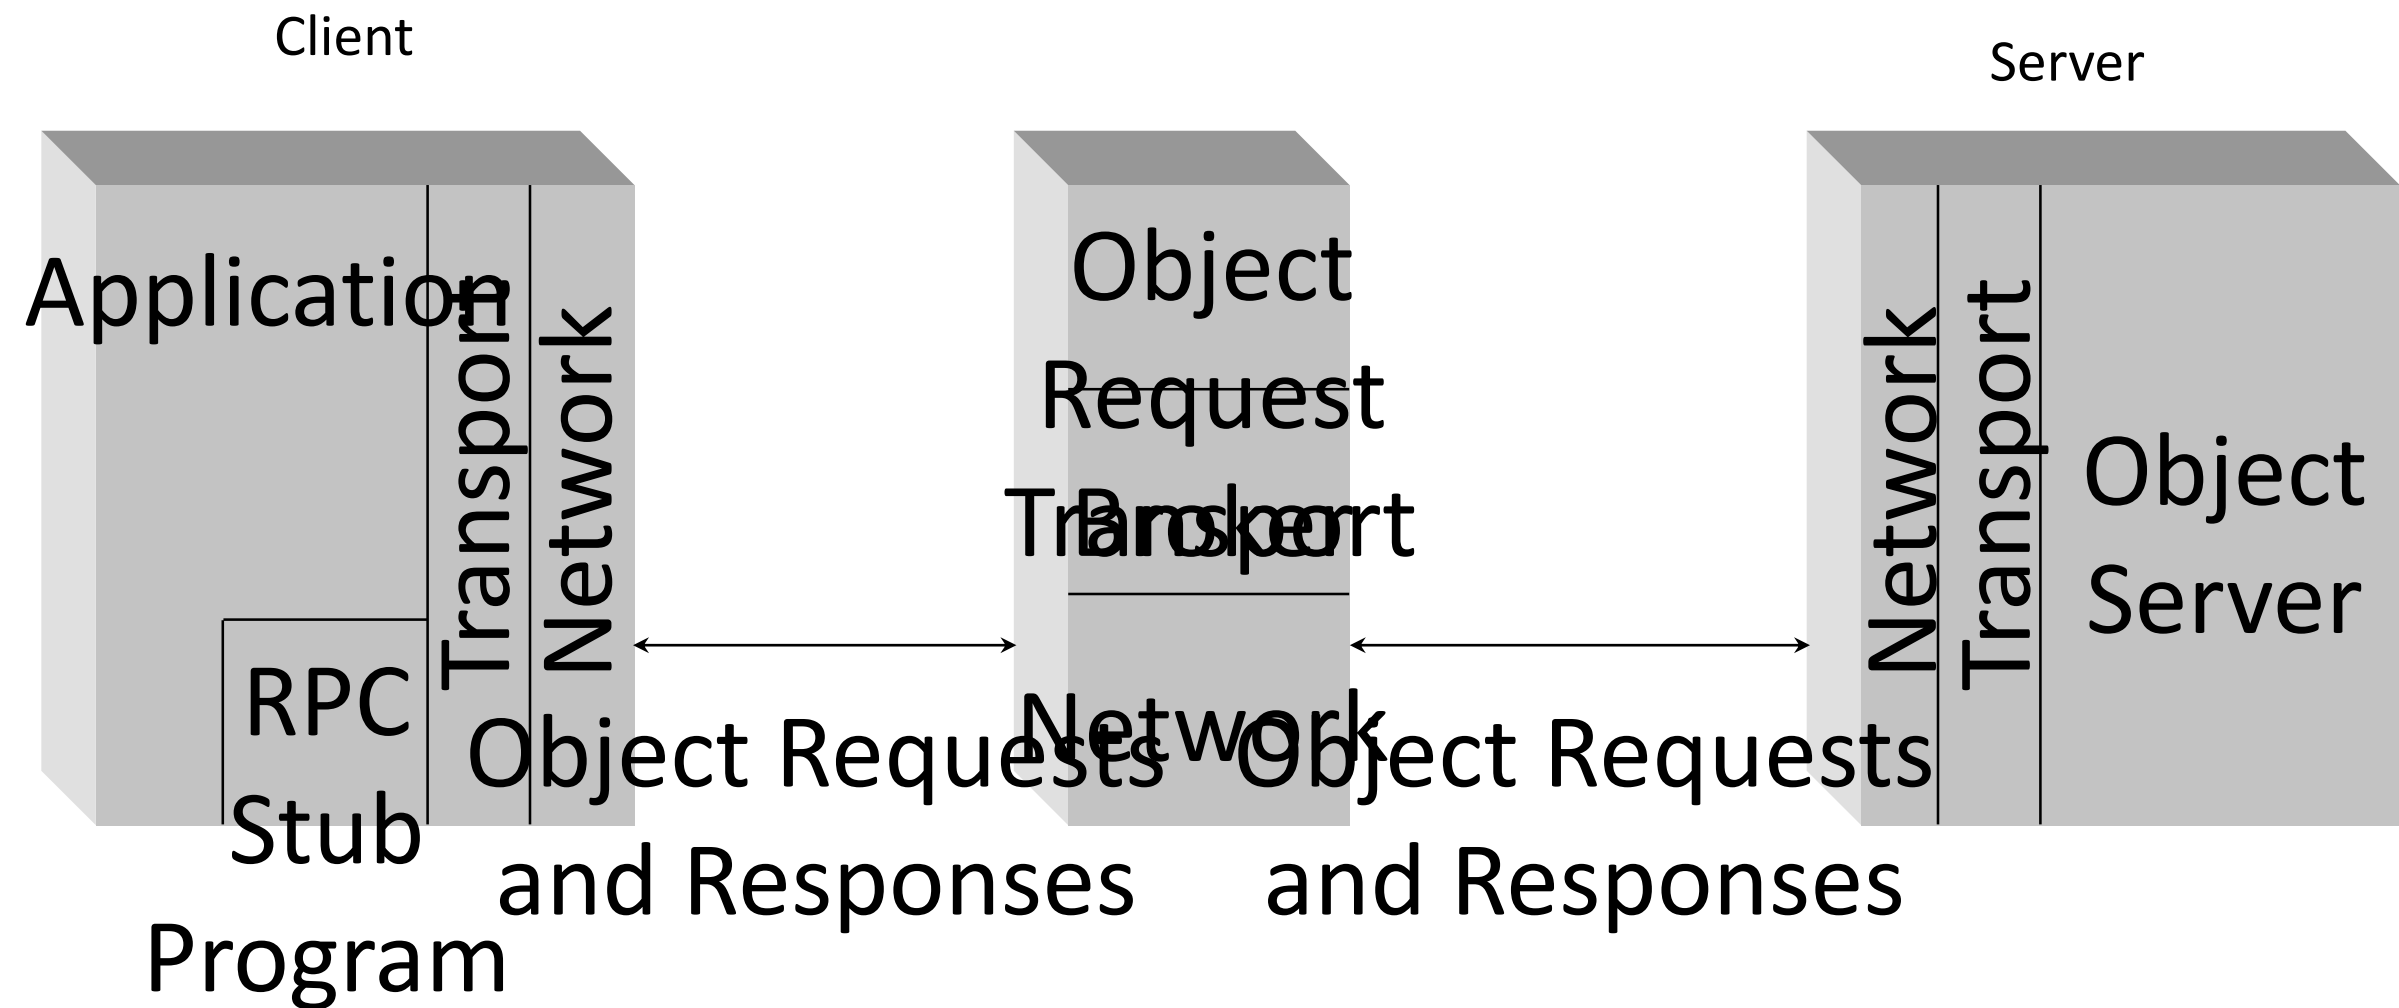 Client
Server
Application
Transport
Network
RPC
Stub
Program
Object Requests
and Responses
Object
Request
Broker
Transport
Network
Object Requests
and Responses
Network
Transport
Object
Server